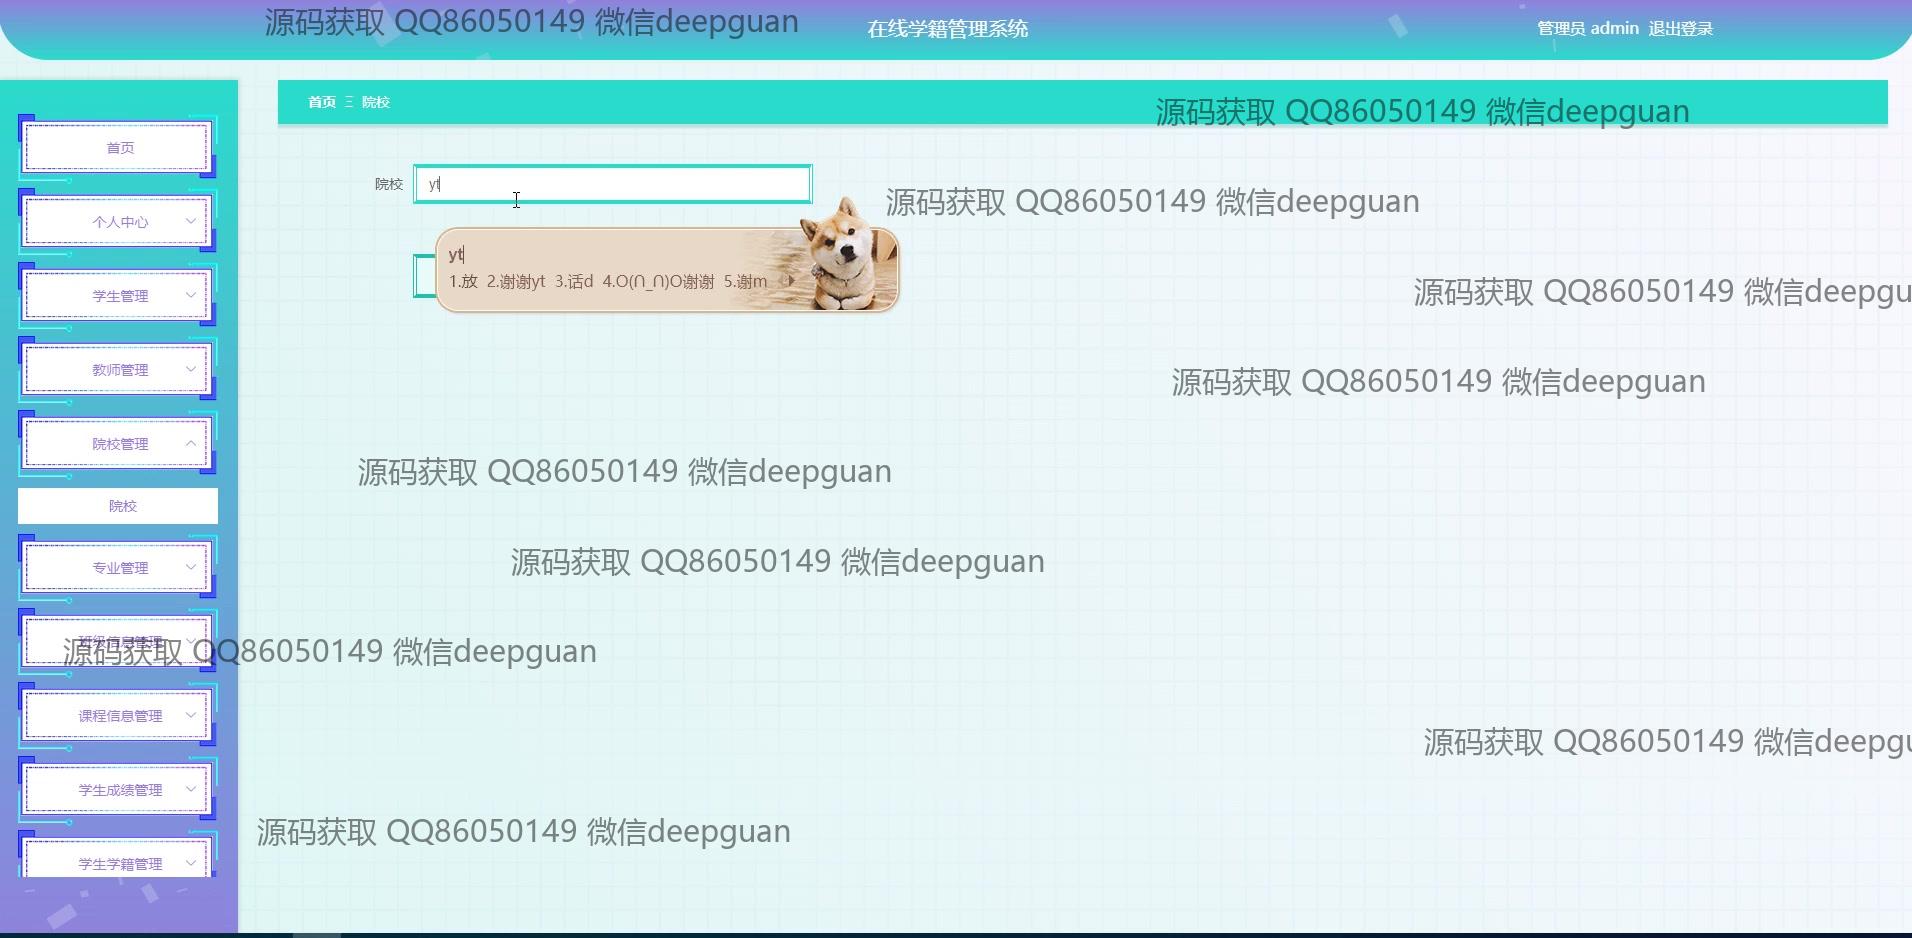 源码获取 QQ86050149 微信deepguan
在线学籍管理系统
管理员 admin 退出登录
首页 三 院校
源码获取 QQ86050149 微信deepguan
首页
院校 yt
源码获取 QQ86050149 微信deepguan
个人中心
yt
1.放 2.谢谢yt 3.话d 4.O(∩_∩)O谢谢 5.谢m
学生管理
源码获取 QQ86050149 微信deepgu
教师管理
源码获取 QQ86050149 微信deepguan
院校管理
源码获取 QQ86050149 微信deepguan
院校
专业管理
源码获取 QQ86050149 微信deepguan
班级信息管理
源码获取 QQ86050149 微信deepguan
课程信息管理
源码获取 QQ86050149 微信deepgu
学生成绩管理
源码获取 QQ86050149 微信deepguan
学生学籍管理